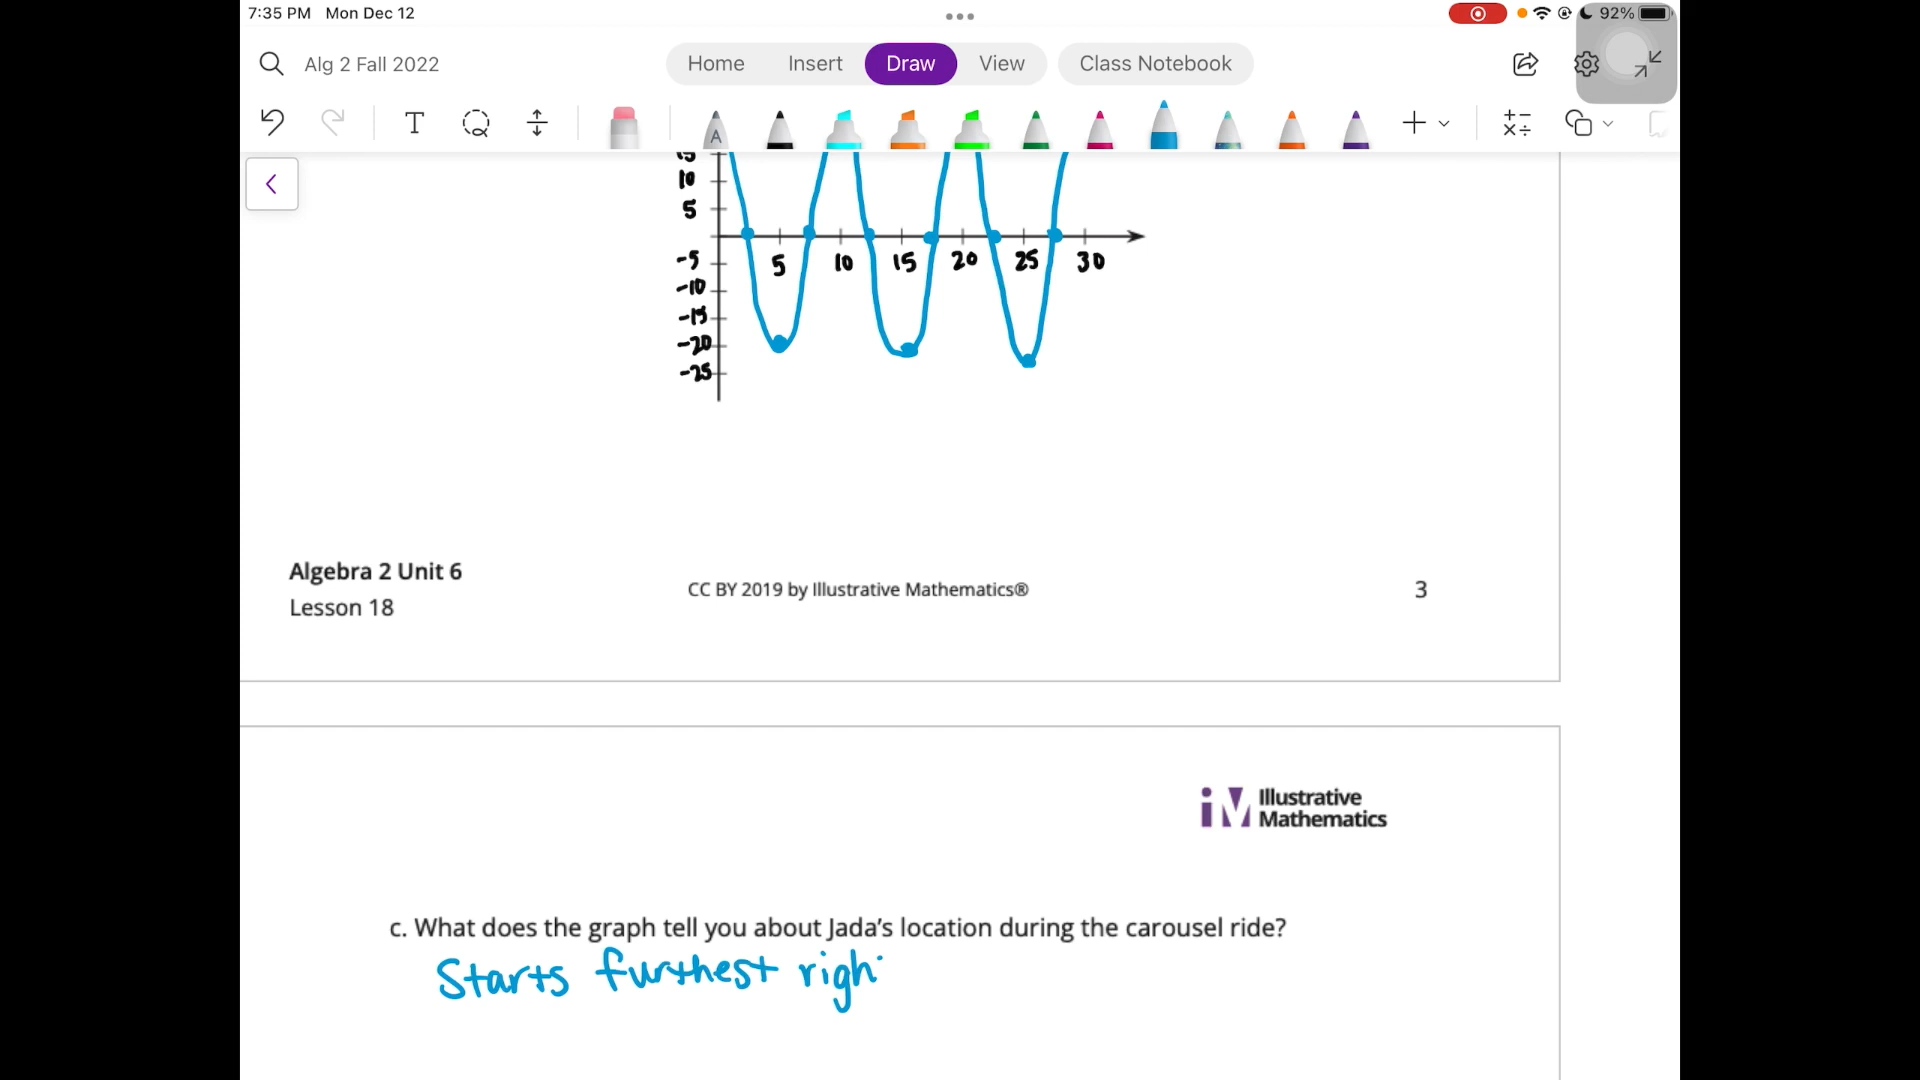 7:35 PM Mon Dec 12
92%
Alg 2 Fall 2022
Home Insert Draw View Class Notebook
T
A
10
5
-5
5 10 15 20 25 30
-10
-15
-20
-25
Algebra 2 Unit 6
Lesson 18
CC BY 2019 by Illustrative Mathematics®
3
iM Illustrative
Mathematics
c. What does the graph tell you about Jada's location during the carousel ride?
Starts furthest righ